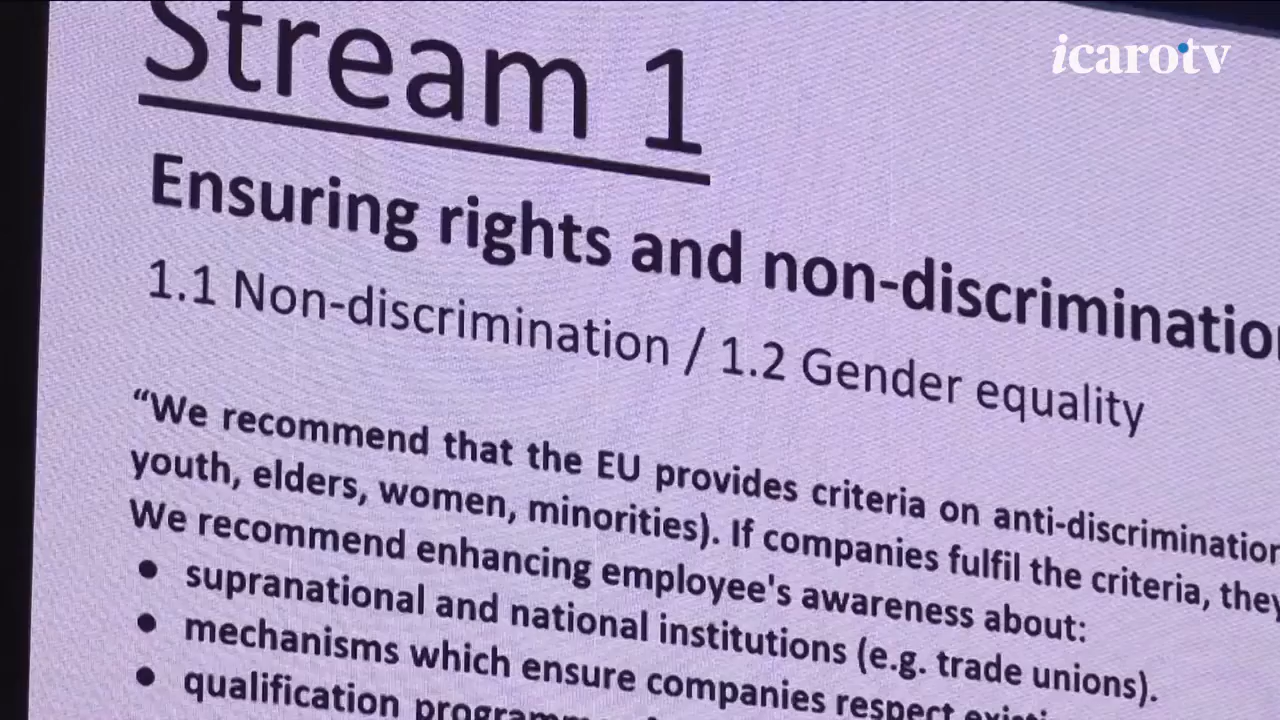 icarotv
Stream 1
Ensuring rights and non-discriminatio
1.1 Non-discrimination / 1.2 Gender equality
“We recommend that the EU provides criteria on anti-discrimination
youth, elders, women, minorities). If companies fulfil the criteria, they
We recommend enhancing employee's awareness about:
● supranational and national institutions (e.g. trade unions).
● mechanisms which ensure companies respect
● qualification